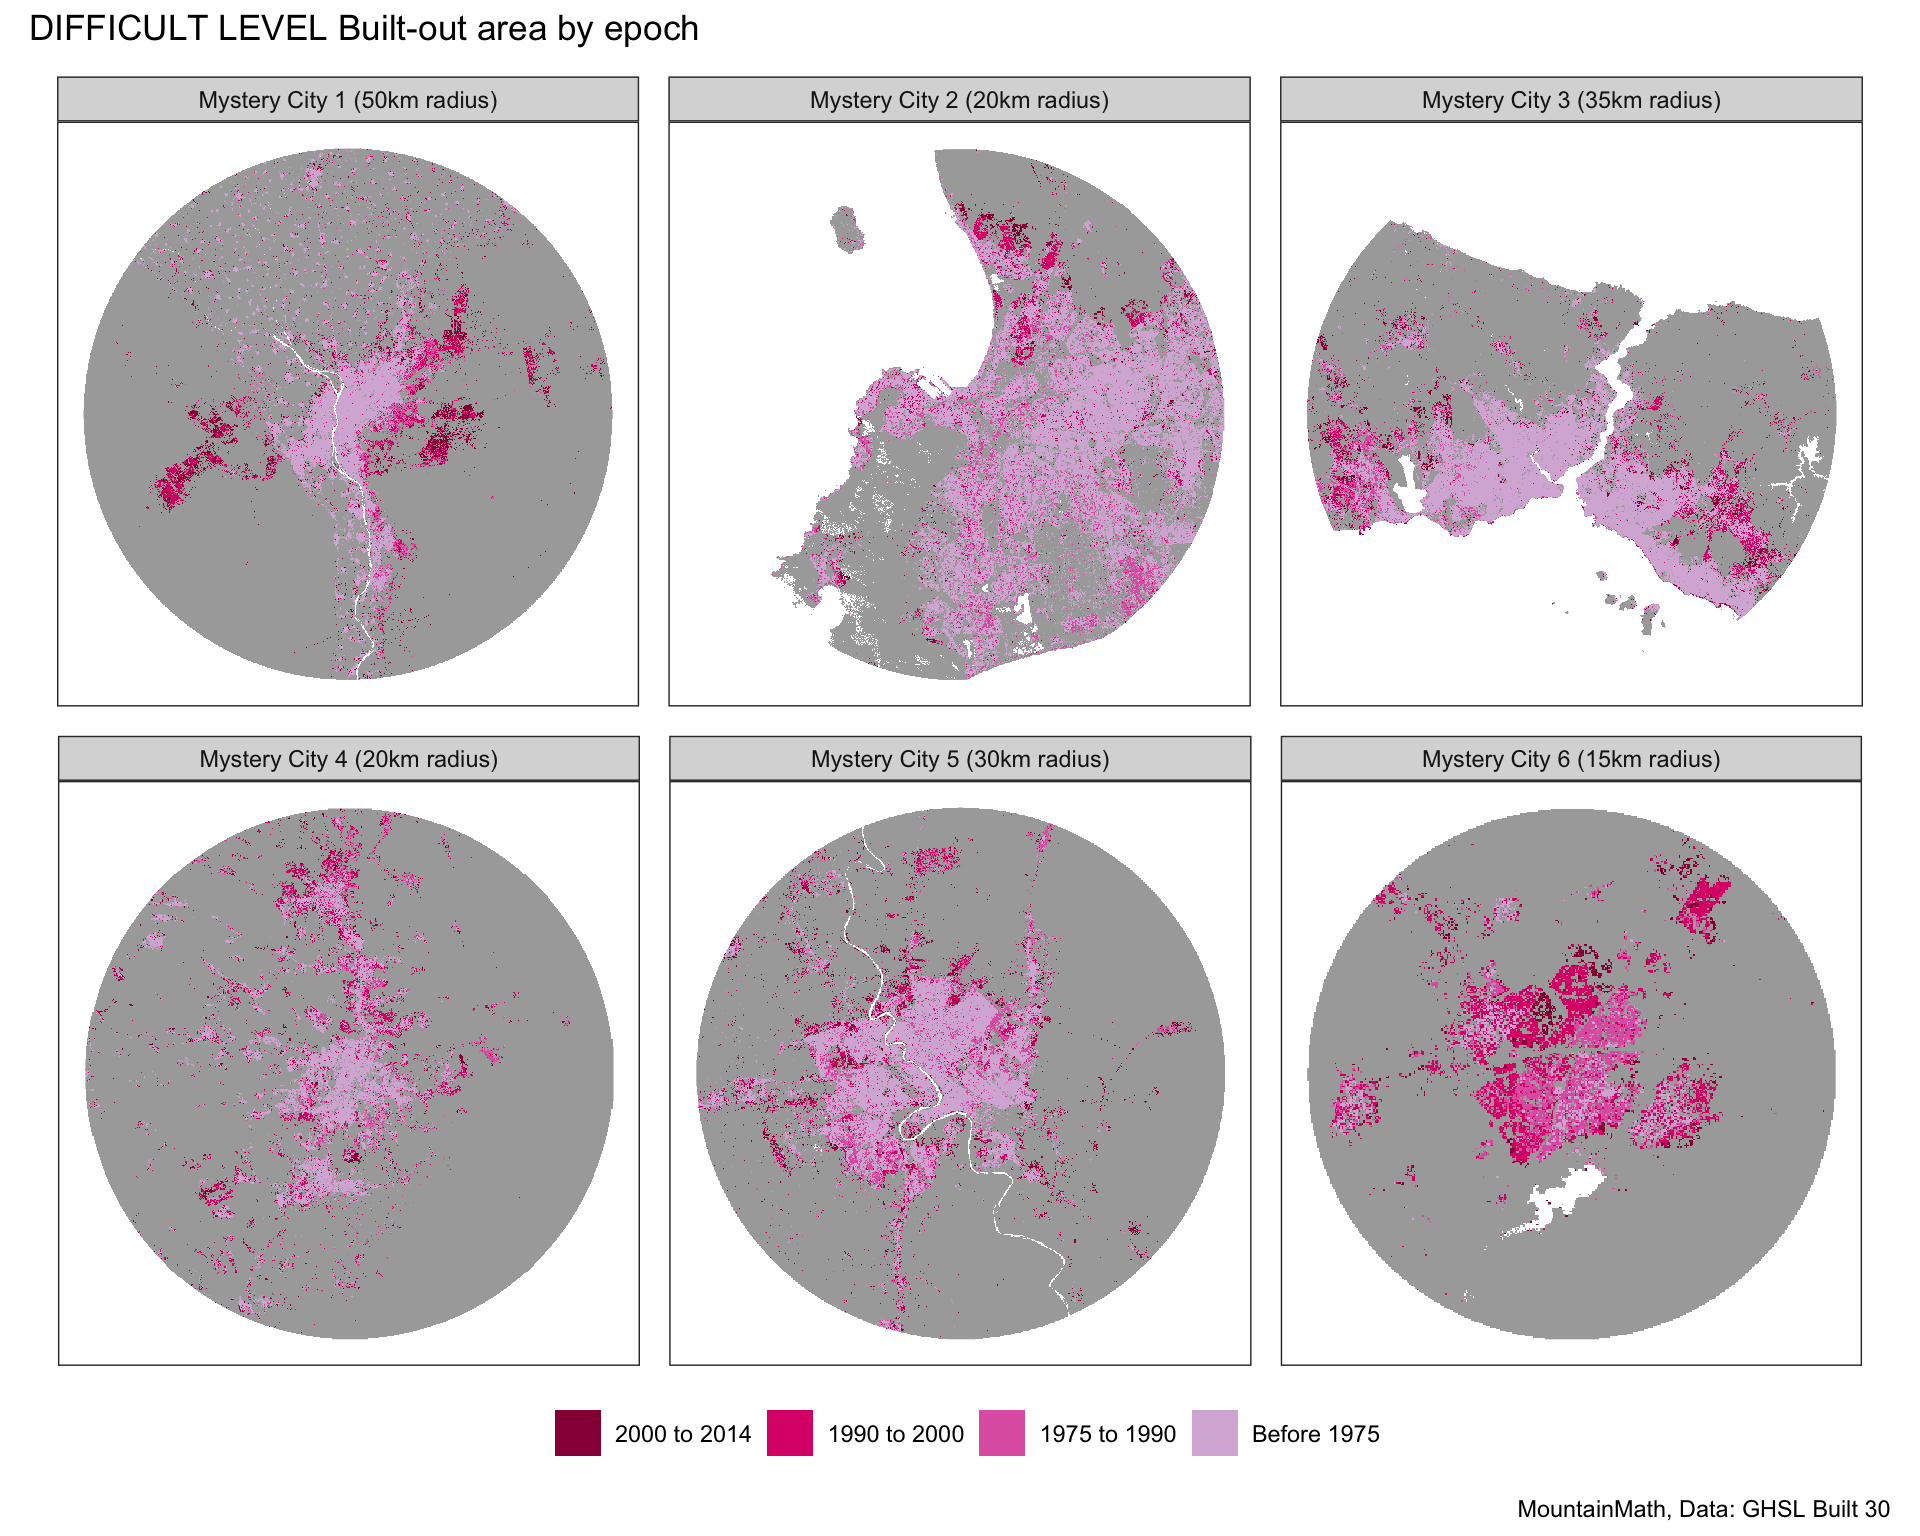 DIFFICULT LEVEL Built-out area by epoch
Mystery City 1 (50km radius)
Mystery City 2 (20km radius)
Mystery City 3 (35km radius)
Mystery City 4 (20km radius)
Mystery City 5 (30km radius)
Mystery City 6 (15km radius)
2000 to 2014
1990 to 2000
1975 to 1990
Before 1975
MountainMath, Data: GHSL Built 30